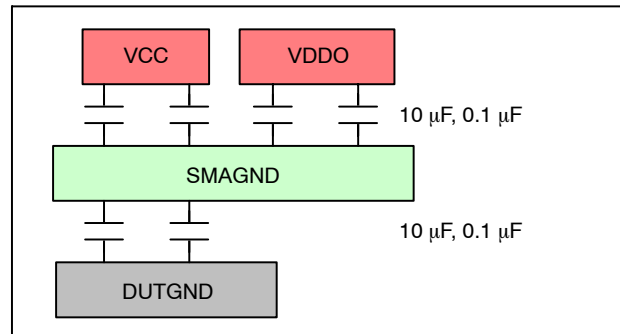 VCC
VDDO
10 μF, 0.1 μF
SMAGND
10 μF, 0.1 μF
DUTGND